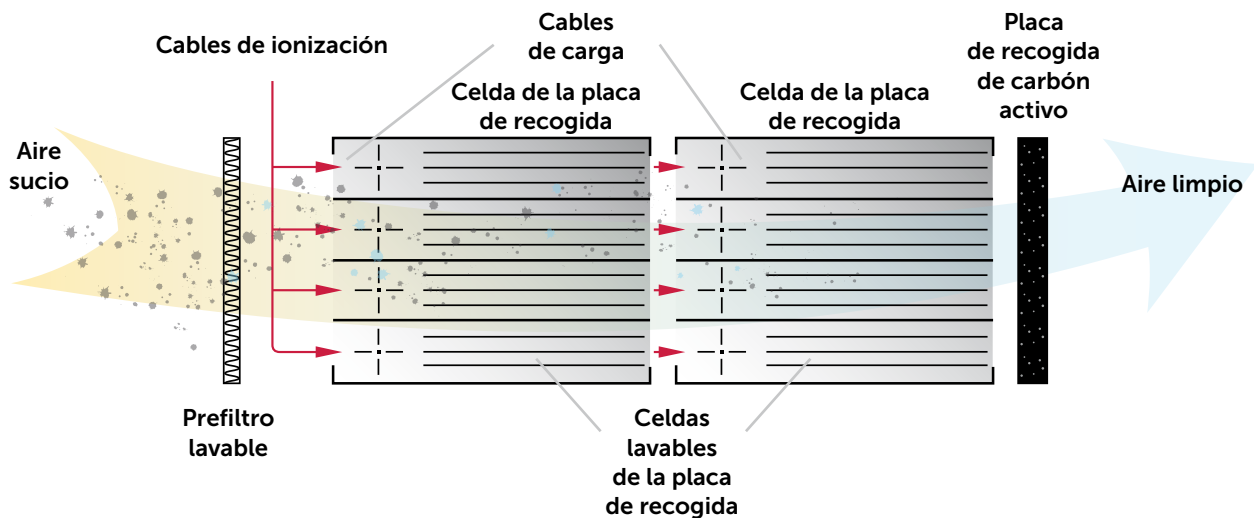 Cables de ionización
Cables
de carga
Placa
de recogida
de carbón
activo
Celda de la placa
de recogida
Celda de la placa
de recogida
Aire
sucio
Aire limpio
Prefiltro
lavable
Celdas
lavables
de la placa
de recogida